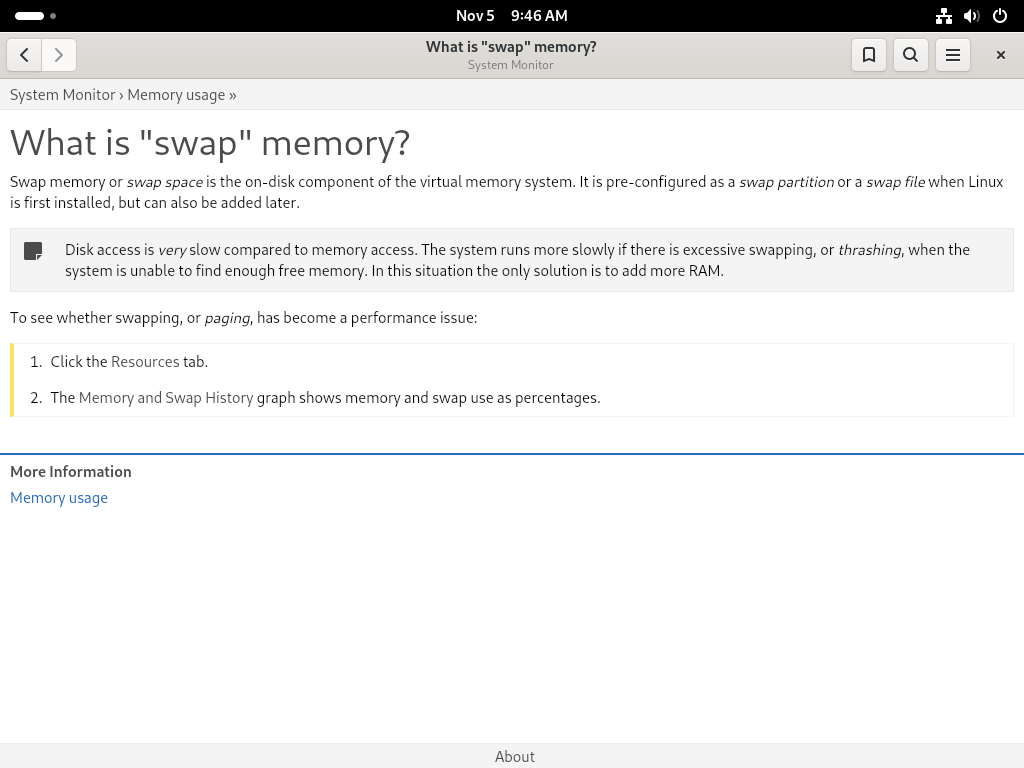 Nov 5 9:46 AM
What is "swap" memory?
System Monitor
System Monitor › Memory usage »
What is "swap" memory?
Swap memory or swap space is the on-disk component of the virtual memory system. It is pre-configured as a swap partition or a swap file when Linux
is first installed, but can also be added later.
Disk access is very slow compared to memory access. The system runs more slowly if there is excessive swapping, or thrashing, when the
system is unable to find enough free memory. In this situation the only solution is to add more RAM.
To see whether swapping, or paging, has become a performance issue:
1. Click the Resources tab.
2. The Memory and Swap History graph shows memory and swap use as percentages.
More Information
Memory usage
About